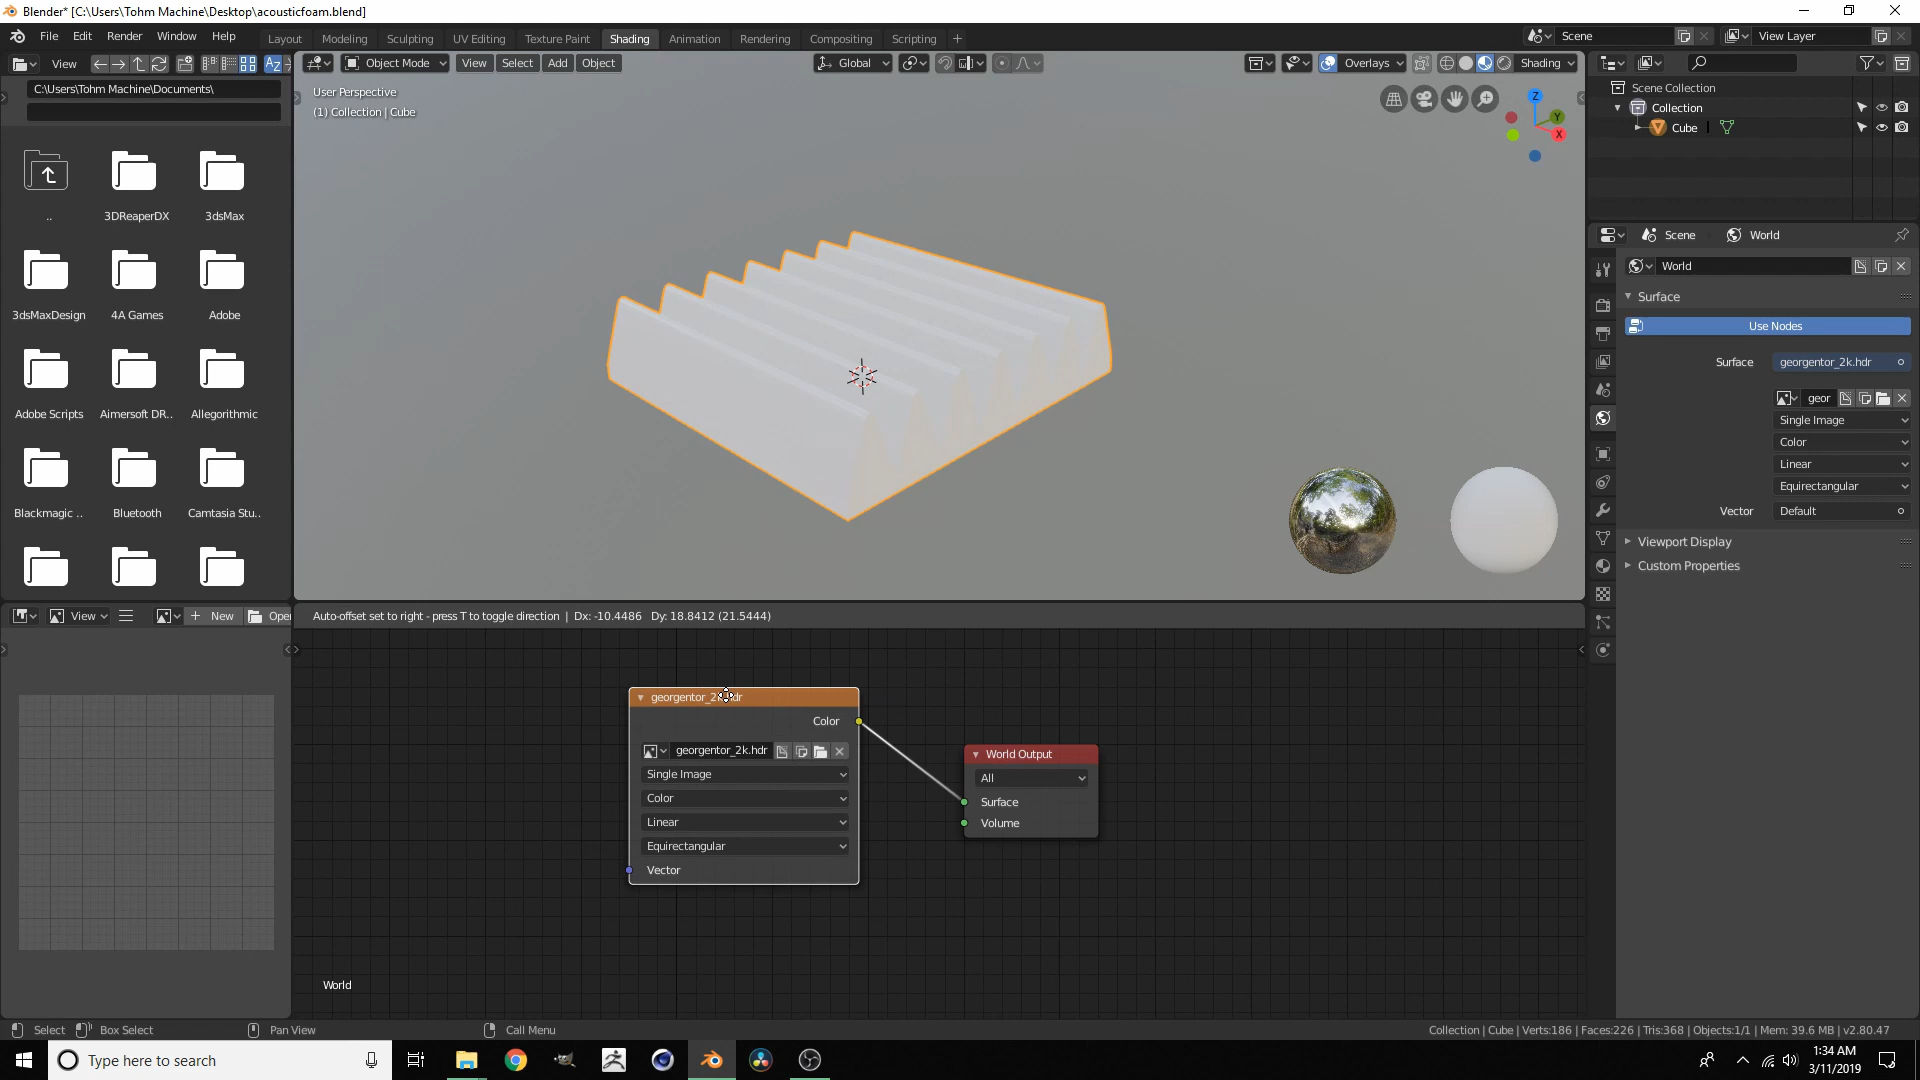 Blender* [C:\Users\Tohm Machine\Desktop\acousticfoam.blend]
File Edit Render Window Help
Layout Modeling Sculpting UV Editing Texture Paint Shading Animation Rendering Compositing Scripting
Scene
View Layer
View
C:\Users\Tohm Machine\Documents\
Object Mode View Select Add Object
Global
Overlays
Shading
User Perspective
(1) Collection | Cube
Z
Y
X
.. 3DReaperDX 3dsMax
3dsMaxDesign 4A Games Adobe
Adobe Scripts Aimersoft DR.. Allegorithmic
Blackmagic .. Bluetooth Camtasia Stu..
Scene Collection
Collection
Cube
Scene World
World
Surface
Use Nodes
Surface georgentor_2k.hdr
geor
Single Image
Color
Linear
Equirectangular
Vector Default
Viewport Display
Custom Properties
View New Open
Auto-offset set to right - press T to toggle direction | Dx: -10.4486 Dy: 18.8412 (21.5444)
Color
georgentor_2k.hdr
Single Image
Color
Linear
Equirectangular
Vector
World Output
All
Surface
Volume
World
Select Box Select Pan View Call Menu
Collection | Cube | Verts:186 | Faces:226 | Tris:368 | Objects:1/1 | Mem: 39.6 MB | v2.80.47
Type here to search
1:34 AM
3/11/2019